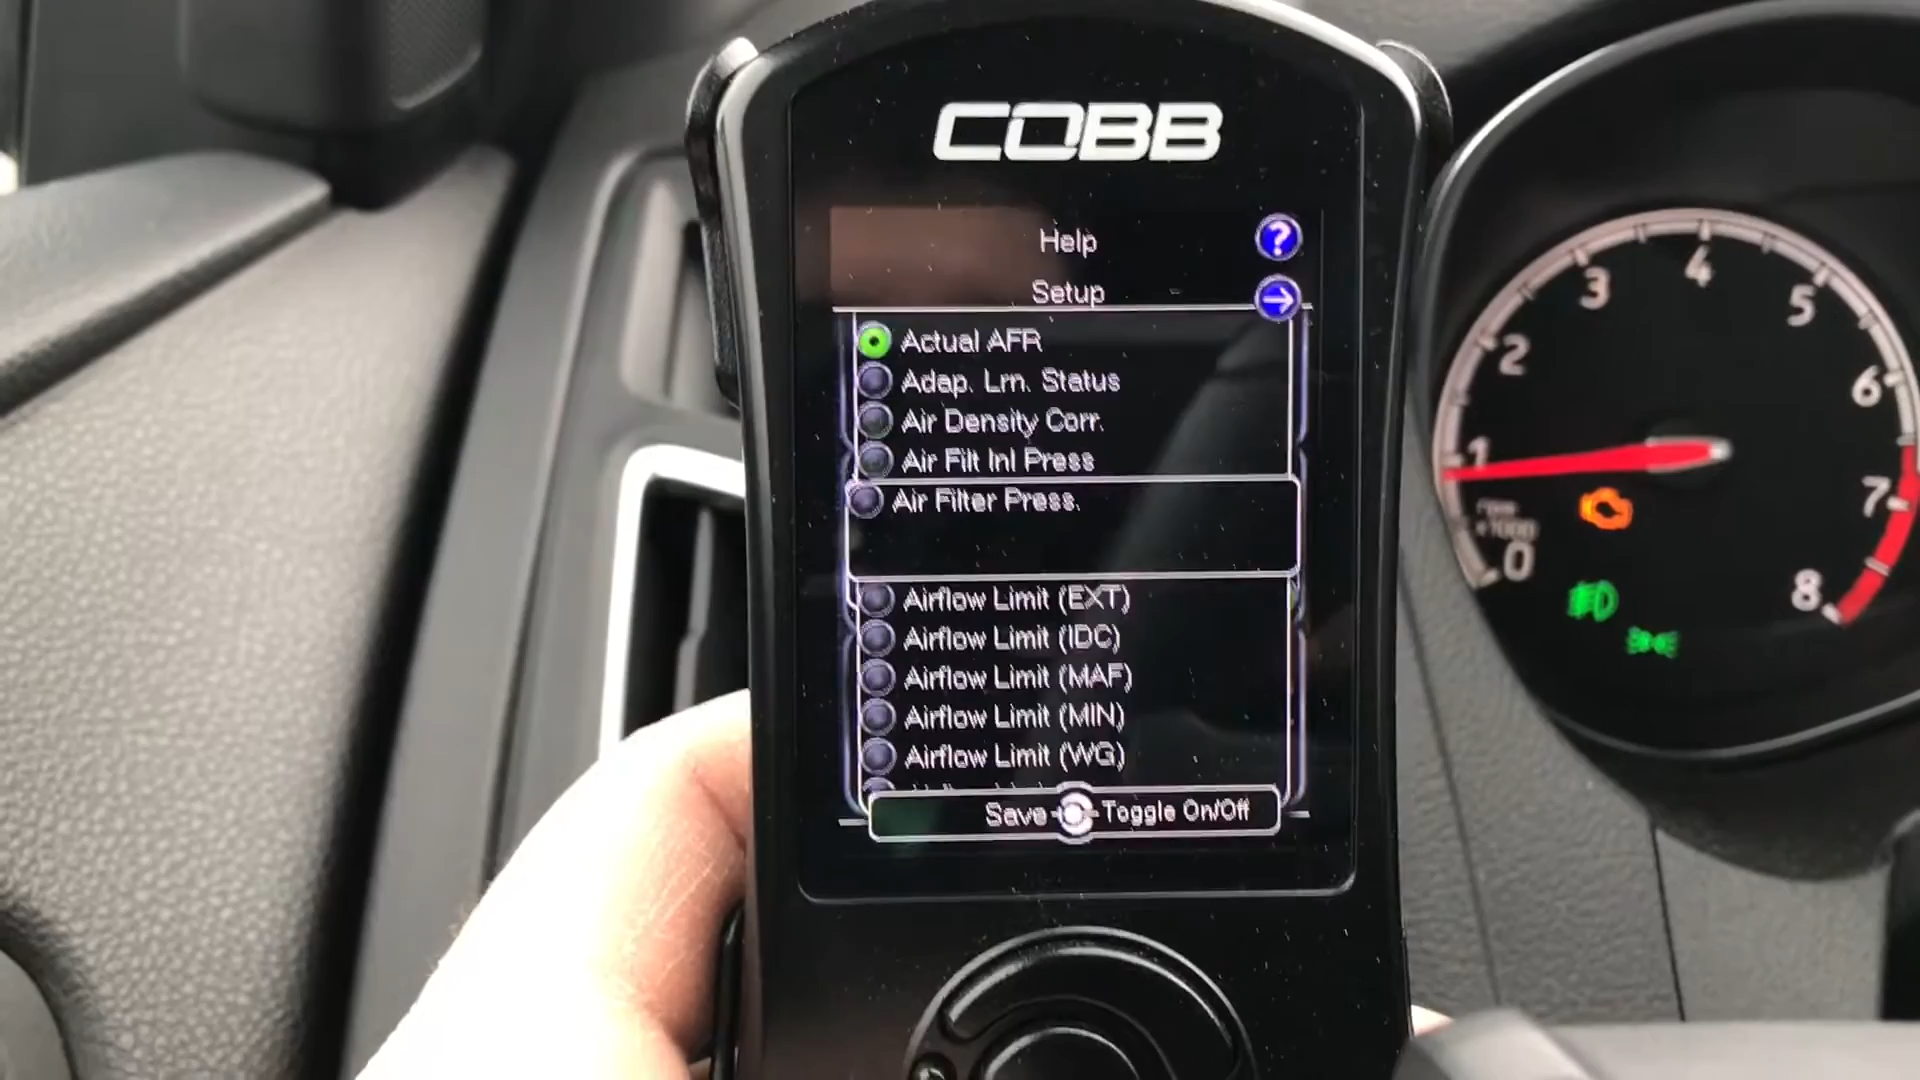 COBB
Help
?
Setup
Actual AFR
Adap. Lrn. Status
Air Density Corr.
Air Filt Inl Press
Air Filter Press.
Airflow Limit (EXT)
Airflow Limit (IDC)
Airflow Limit (MAF)
Airflow Limit (MIN)
Airflow Limit (WG)
Save Toggle On/Off
0
1
2
3
4
5
6
7
8
x1000